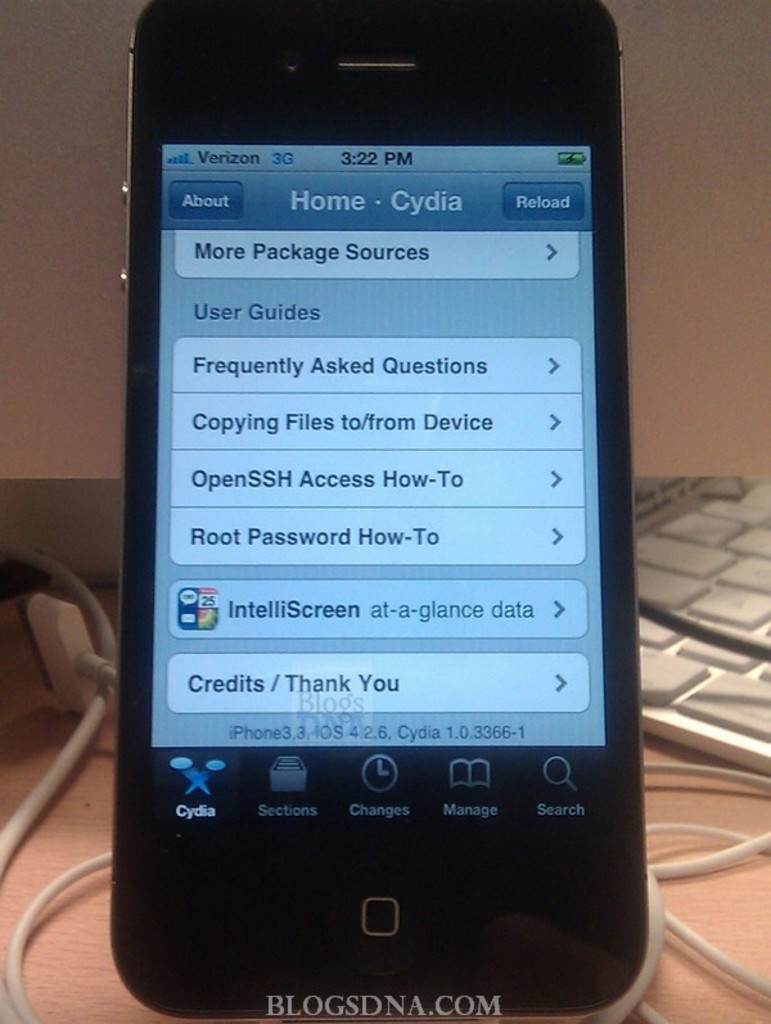 Verizon 3G 3:22 PM
About Home · Cydia Reload
More Package Sources
User Guides
Frequently Asked Questions
Copying Files to/from Device
OpenSSH Access How-To
Root Password How-To
25
IntelliScreen at-a-glance data
Credits / Thank You
Blogs
DNA
iPhone3,3, iOS 4.2.6, Cydia 1.0.3366-1
Cydia Sections Changes Manage Search
BLOGSDNA.COM